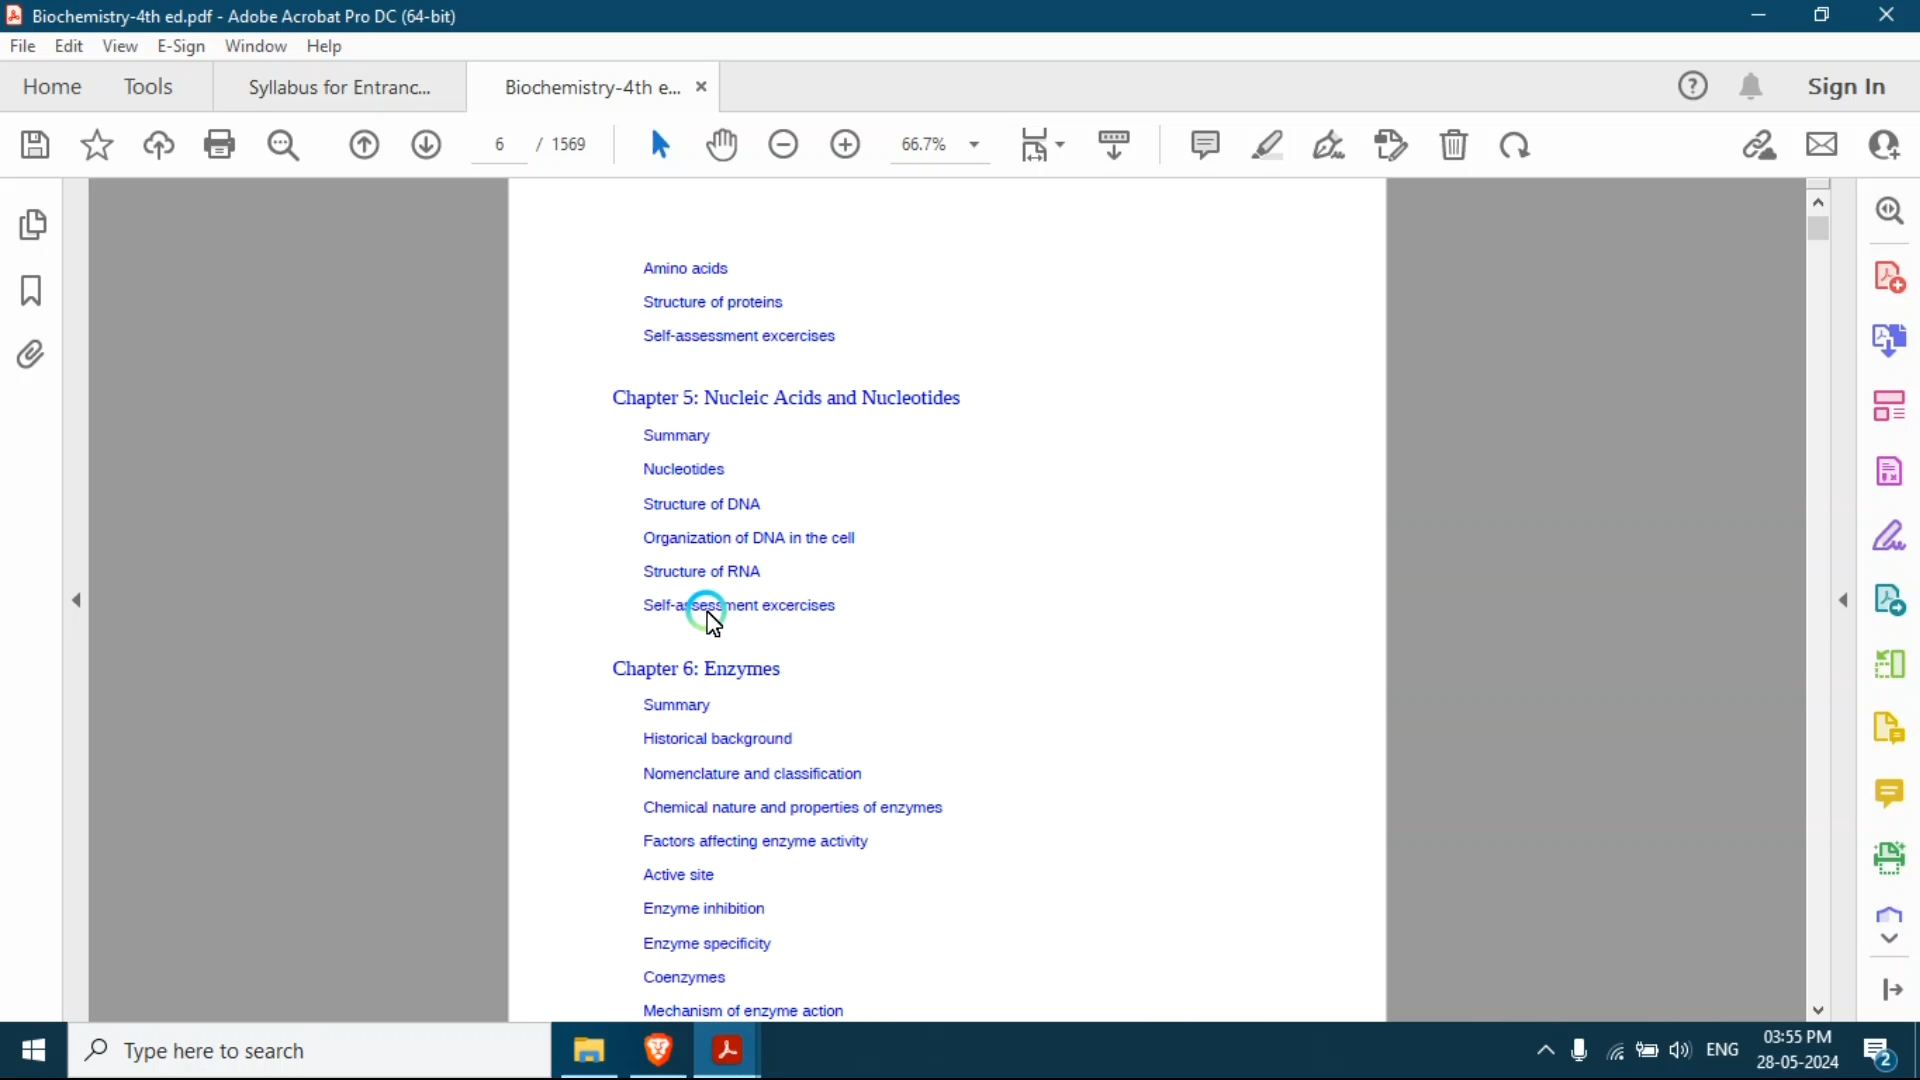 Biochemistry-4th ed.pdf - Adobe Acrobat Pro DC (64-bit)
File Edit View E-Sign Window Help
Home Tools Syllabus for Entranc... Biochemistry-4th e... × Sign In
6 / 1569 66.7%
Amino acids
Structure of proteins
Self-assessment excercises
Chapter 5: Nucleic Acids and Nucleotides
Summary
Nucleotides
Structure of DNA
Organization of DNA in the cell
Structure of RNA
Self-assessment excercises
Chapter 6: Enzymes
Summary
Historical background
Nomenclature and classification
Chemical nature and properties of enzymes
Factors affecting enzyme activity
Active site
Enzyme inhibition
Enzyme specificity
Coenzymes
Mechanism of enzyme action
Type here to search
ENG
03:55 PM
28-05-2024
2